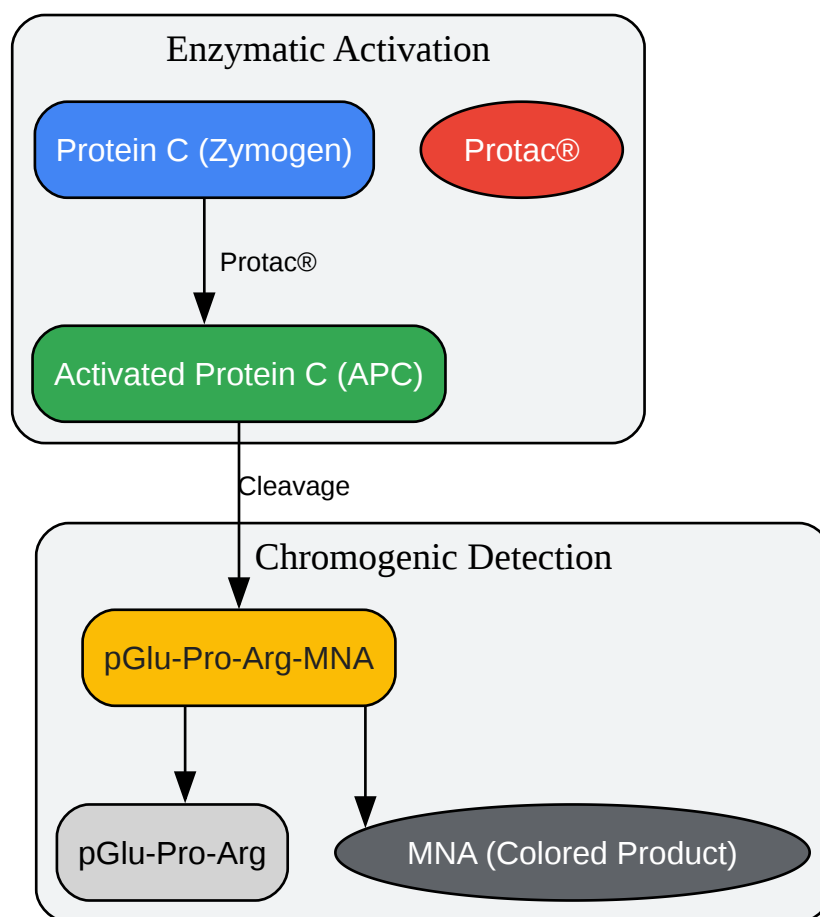 Enzymatic Activation
Protein C (Zymogen)
Protac®
Protac®
Activated Protein C (APC)
Cleavage
Chromogenic Detection
pGlu-Pro-Arg-MNA
pGlu-Pro-Arg
MNA (Colored Product)